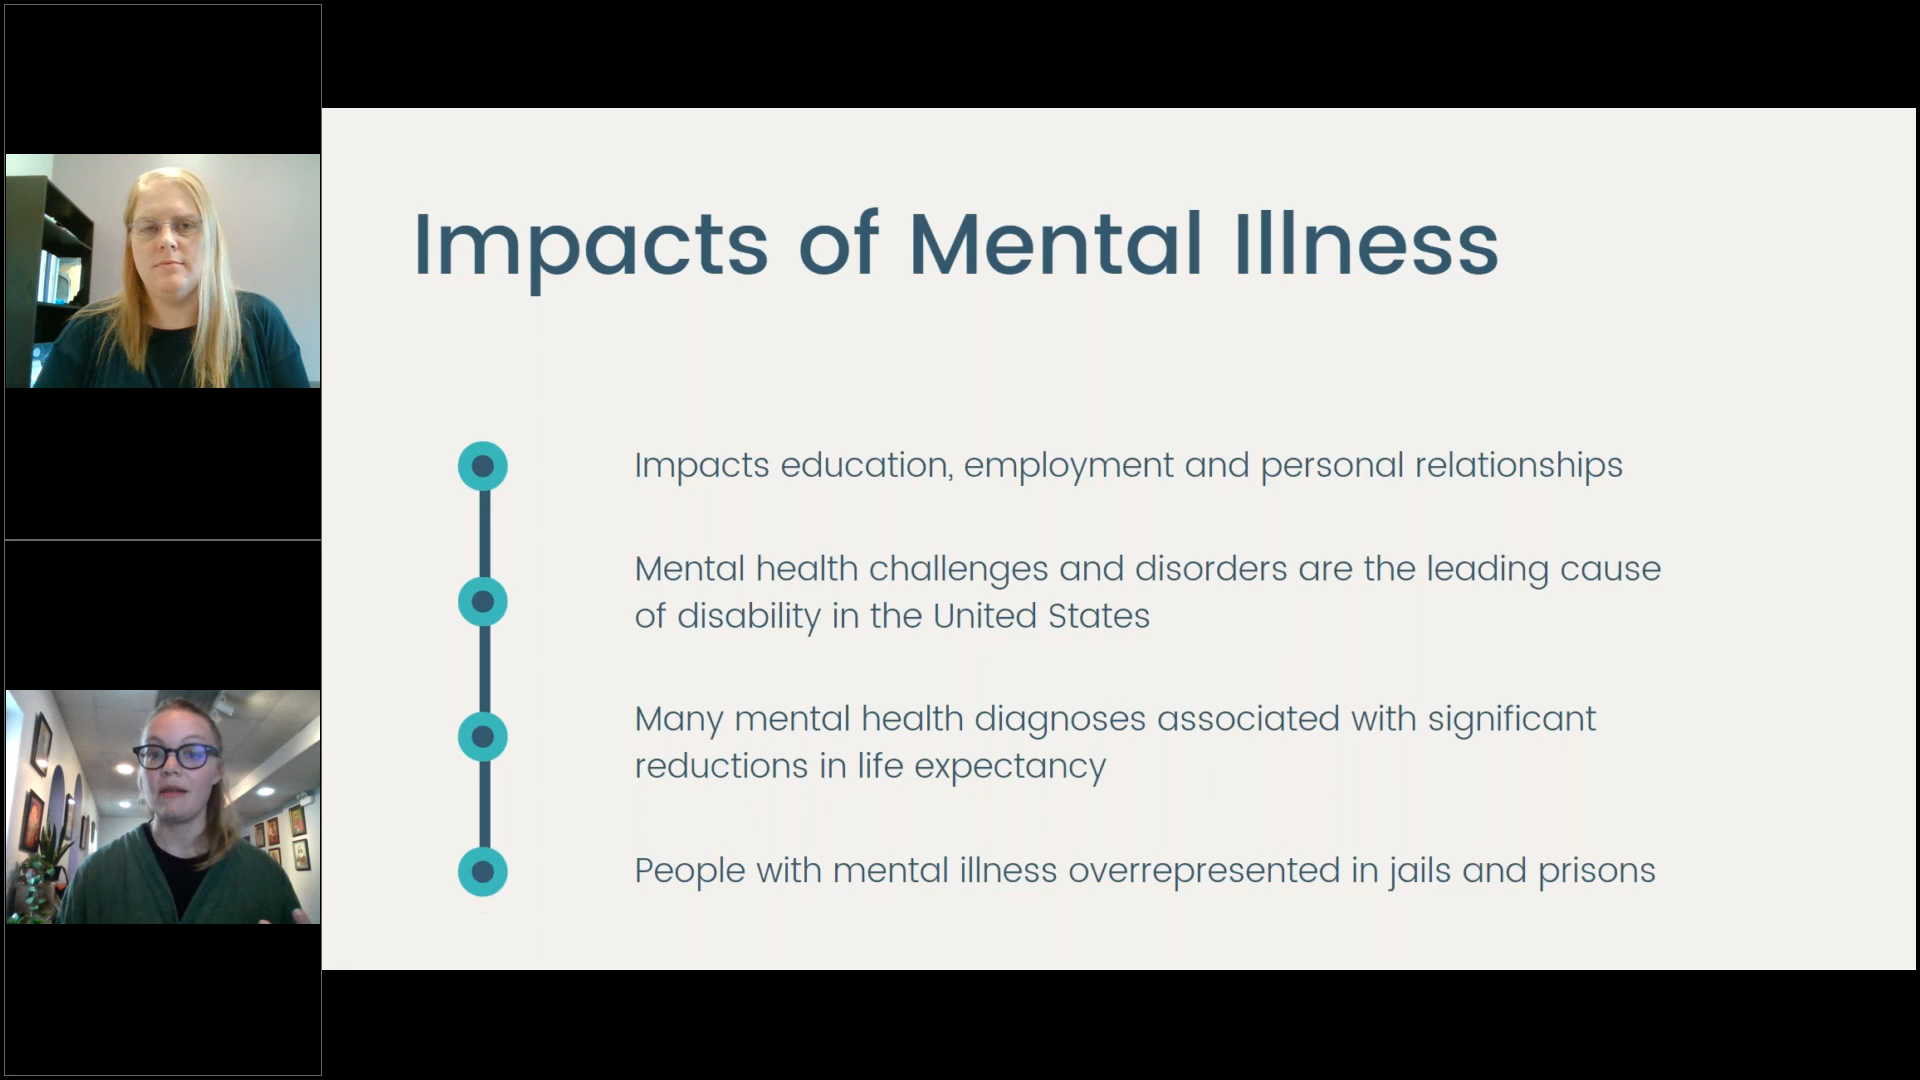 Impacts of Mental Illness
Impacts education, employment and personal relationships
Mental health challenges and disorders are the leading cause
of disability in the United States
Many mental health diagnoses associated with significant
reductions in life expectancy
People with mental illness overrepresented in jails and prisons